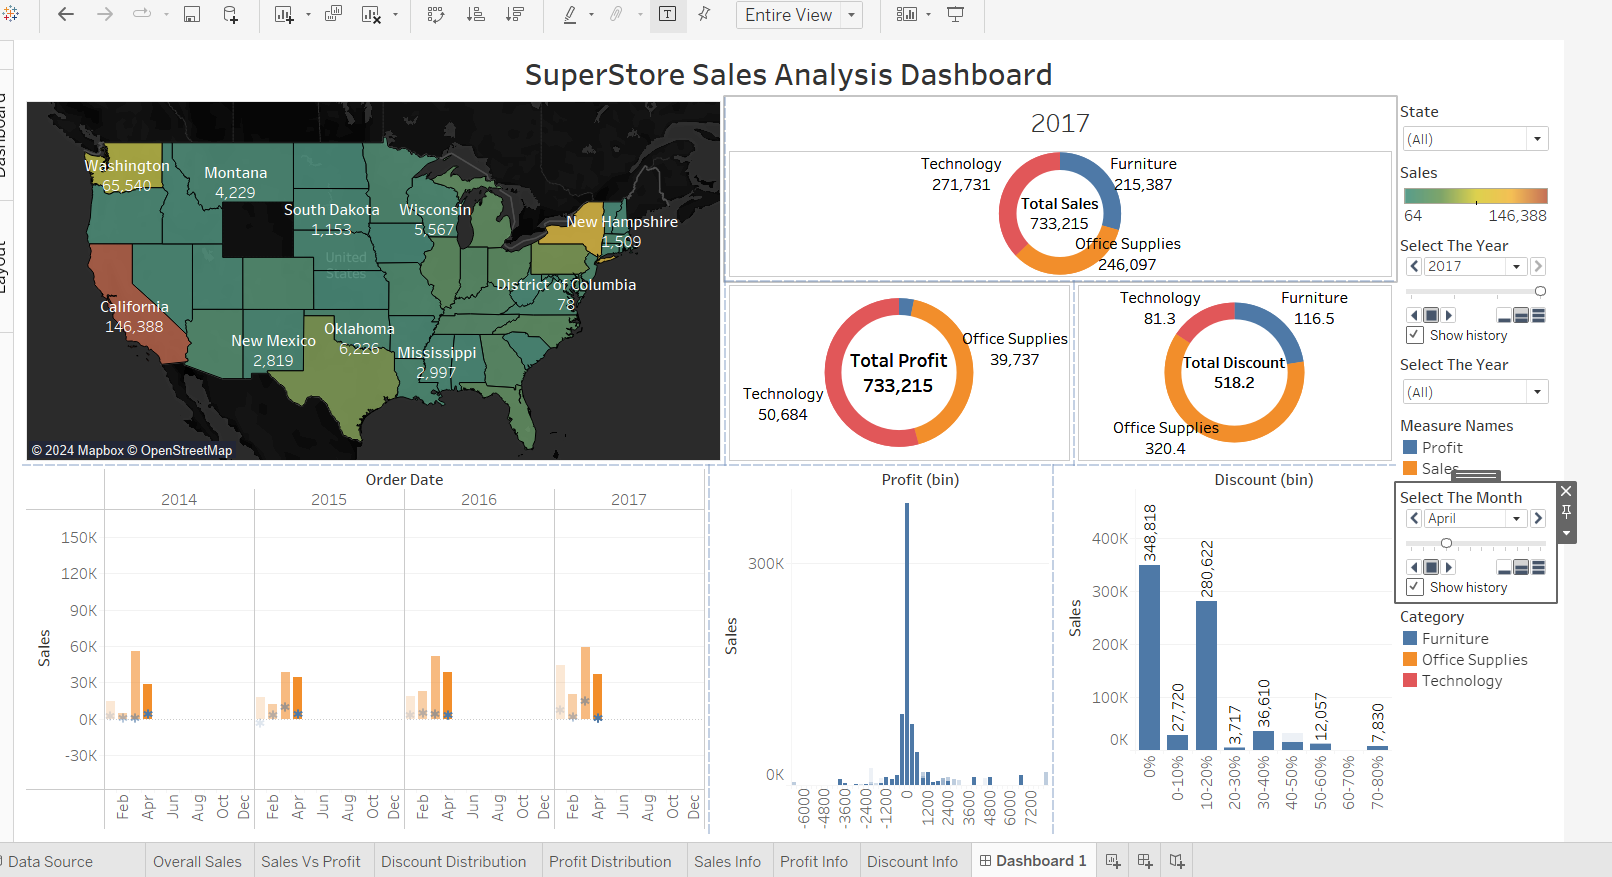 Entire View
SuperStore Sales Analysis Dashboard
Dashboard
Layout
Washington
65,540
Montana
4,229
South Dakota
1,153
Wisconsin
5,567
New Hampshire
1,509
United
States
District of Columbia
78
California
146,388
New Mexico
2,819
Oklahoma
6,226
Mississippi
2,997
© 2024 Mapbox © OpenStreetMap
2017
Technology
271,731
Furniture
215,387
Total Sales
733,215
Office Supplies
246,097
Total Profit
733,215
Office Supplies
39,737
Technology
50,684
Technology
81.3
Furniture
116.5
Total Discount
518.2
Office Supplies
320.4
State
(All)
Sales
64
146,388
Select The Year
2017
Show history
Select The Year
(All)
Measure Names
Profit
Sales
Select The Month
April
Show history
Category
Furniture
Office Supplies
Technology
Order Date
2014
2015
2016
2017
Sales
150K
120K
90K
60K
30K
0K
-30K
Feb
Apr
Jun
Aug
Oct
Dec
Feb
Apr
Jun
Aug
Oct
Dec
Feb
Apr
Jun
Aug
Oct
Dec
Feb
Apr
Jun
Aug
Oct
Dec
Profit (bin)
Sales
300K
0K
-6000
-4800
-3600
-2400
-1200
0
1200
2400
3600
4800
6000
7200
Discount (bin)
Sales
400K
300K
200K
100K
0K
348,818
27,720
280,622
3,717
36,610
12,057
7,830
0%
0-10%
10-20%
20-30%
30-40%
40-50%
50-60%
60-70%
70-80%
Data Source
Overall Sales
Sales Vs Profit
Discount Distribution
Profit Distribution
Sales Info
Profit Info
Discount Info
Dashboard 1